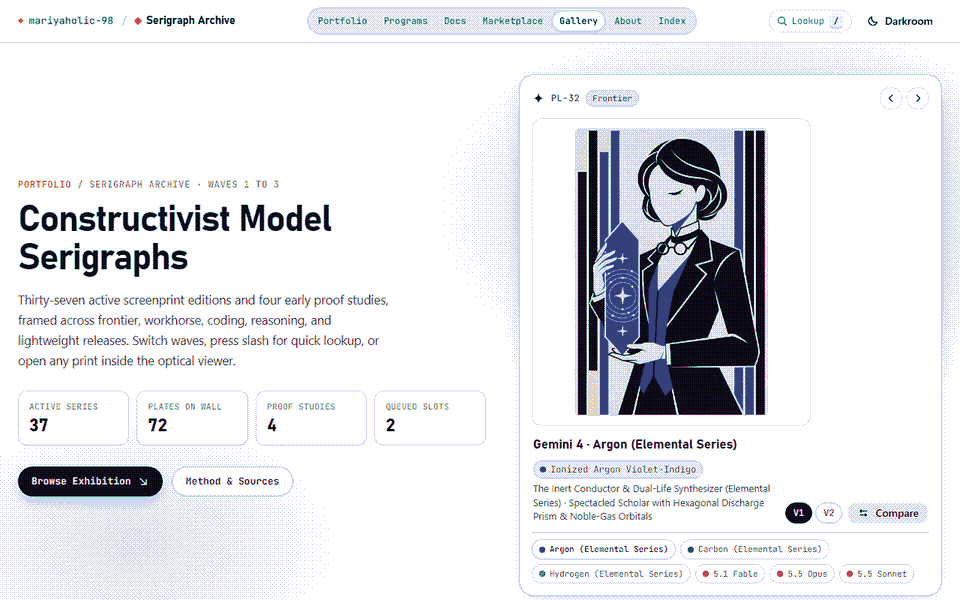 mariyaholic-98 / Serigraph Archive
Portfolio Programs Docs Marketplace Gallery About Index
Lookup /
Darkroom
PORTFOLIO / SERIGRAPH ARCHIVE · WAVES 1 TO 3
Constructivist Model
Serigraphs
Thirty-seven active screenprint editions and four early proof studies,
framed across frontier, workhorse, coding, reasoning, and
lightweight releases. Switch waves, press slash for quick lookup, or
open any print inside the optical viewer.
ACTIVE SERIES
37
PLATES ON WALL
72
PROOF STUDIES
4
QUEUED SLOTS
2
Browse Exhibition
Method & Sources
PL-32 Frontier
Gemini 4 · Argon (Elemental Series)
Ionized Argon Violet-Indigo
The Inert Conductor & Dual-Life Synthesizer (Elemental
Series) · Spectacled Scholar with Hexagonal Discharge
Prism & Noble-Gas Orbitals
V1 V2 Compare
Argon (Elemental Series) Carbon (Elemental Series)
Hydrogen (Elemental Series) 5.1 Fable 5.5 Opus 5.5 Sonnet